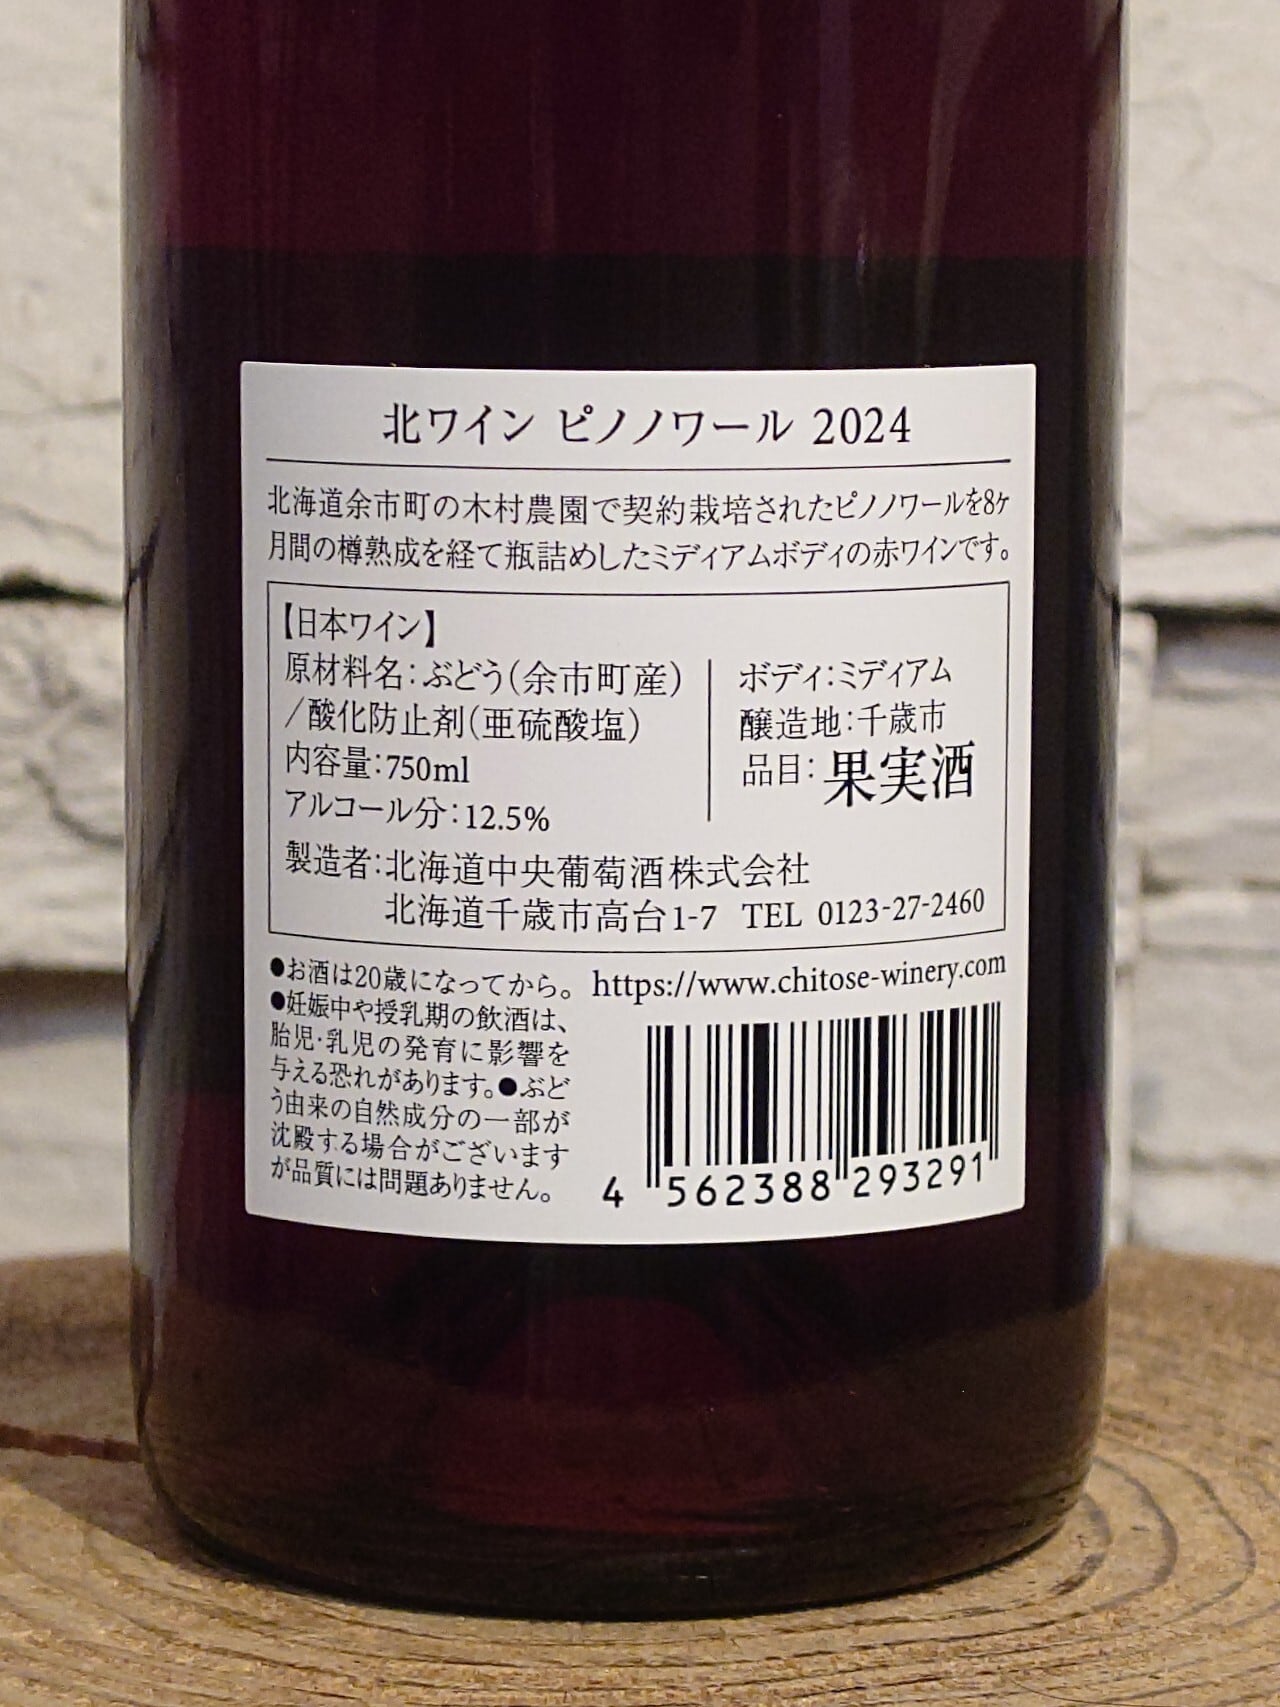 北ワイン ピノノワール 2024
北海道余市町の木村農園で契約栽培されたピノノワールを8ヶ
月間の樽熟成を経て瓶詰めしたミディアムボディの赤ワインです。
【日本ワイン】
原材料名：ぶどう（余市町産）
/酸化防止剤（亜硫酸塩）
内容量：750ml
アルコール分：12.5%
ボディ：ミディアム
醸造地：千歳市
品目：果実酒
製造者：北海道中央葡萄酒株式会社
北海道千歳市高台1-7 TEL 0123-27-2460
●お酒は20歳になってから。
●妊娠中や授乳期の飲酒は、
胎児・乳児の発育に影響を
与える恐れがあります。●ぶど
う由来の自然成分の一部が
沈殿する場合がございます
が品質には問題ありません。
https://www.chitose-winery.com
4 562388 293291